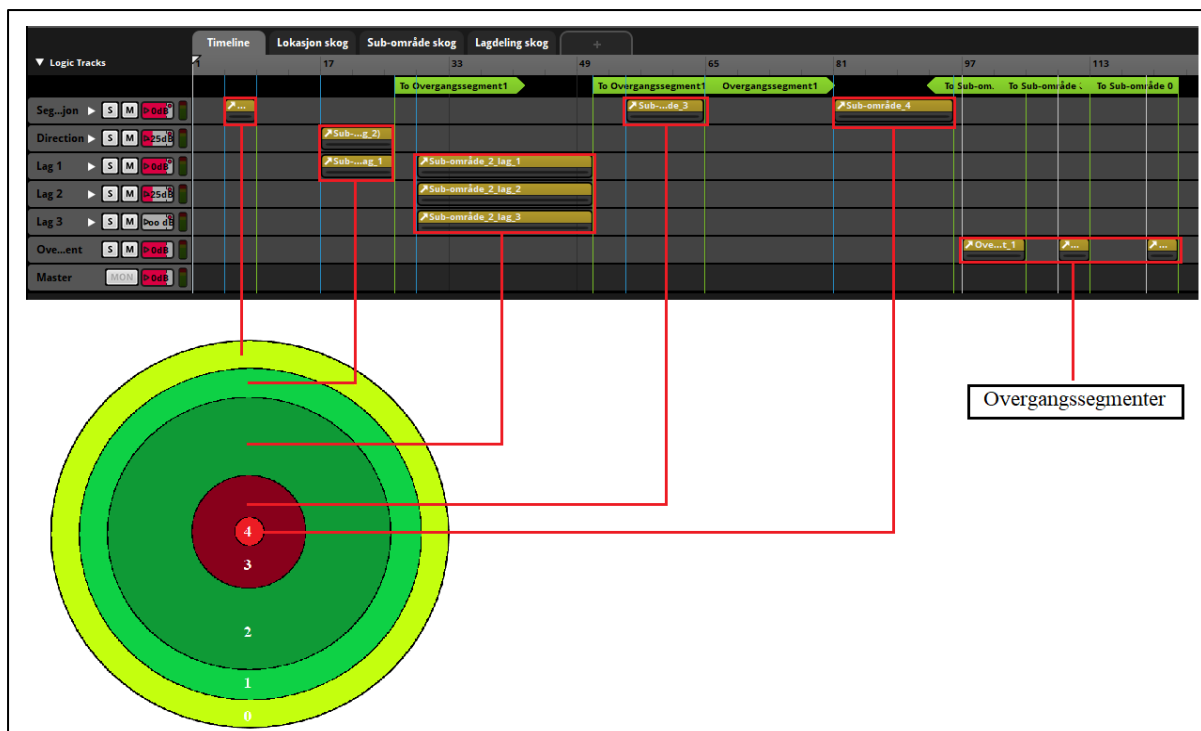 Timeline Lokasjon skog Sub-område skog Lagdeling skog +
▼ Logic Tracks 1 17 33 49 65 81 97 113
To Overgangssegment1 To Overgangssegment1 Overgangssegment1 To Sub-om. To Sub-område To Sub-område 0
Seg...jon S M 0dB ... Sub-...de_3 Sub-område_4
Direction S M 25dB Sub-...g_2)
Lag 1 S M 0dB Sub-...ag_1 Sub-område_2_lag_1
Lag 2 S M 25dB Sub-område_2_lag_2
Lag 3 S M -oo dB Sub-område_2_lag_3
Ove...ent S M 0dB Ove...t_1 ... ...
Master MON 0dB
Overgangssegmenter
4
3
2
1
0